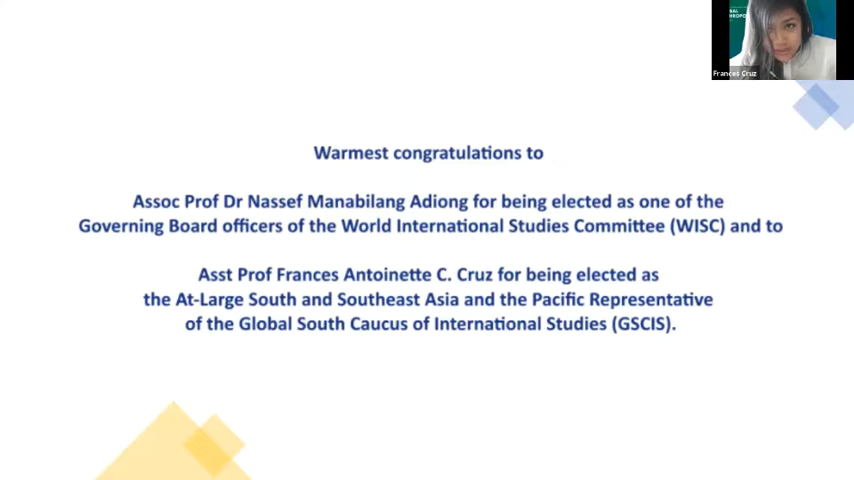 Frances Cruz
Warmest congratulations to
Assoc Prof Dr Nassef Manabilang Adiong for being elected as one of the
Governing Board officers of the World International Studies Committee (WISC) and to
Asst Prof Frances Antoinette C. Cruz for being elected as
the At-Large South and Southeast Asia and the Pacific Representative
of the Global South Caucus of International Studies (GSCIS).